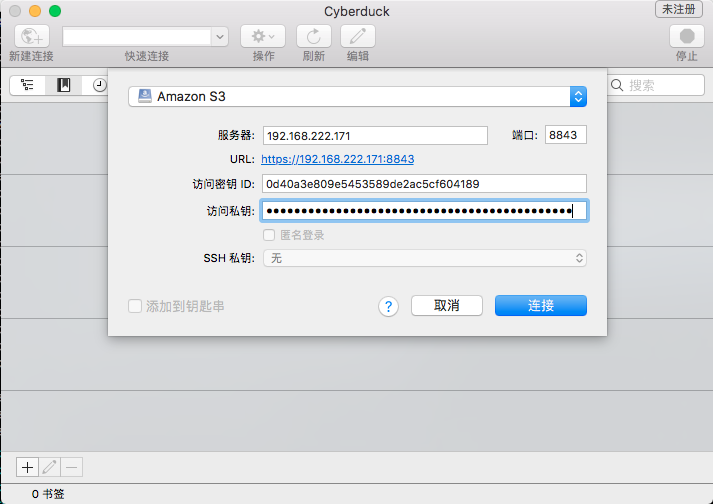 Cyberduck
未注册
新建连接
快速连接
操作
刷新
编辑
停止
搜索
Amazon S3
服务器: 192.168.222.171 端口: 8843
URL: https://192.168.222.171:8843
访问密钥 ID: 0d40a3e809e5453589de2ac5cf604189
访问私钥: ••••••••••••••••••••••••••••••••••••••••••••
匿名登录
SSH 私钥: 无
添加到钥匙串
?
取消
连接
0 书签